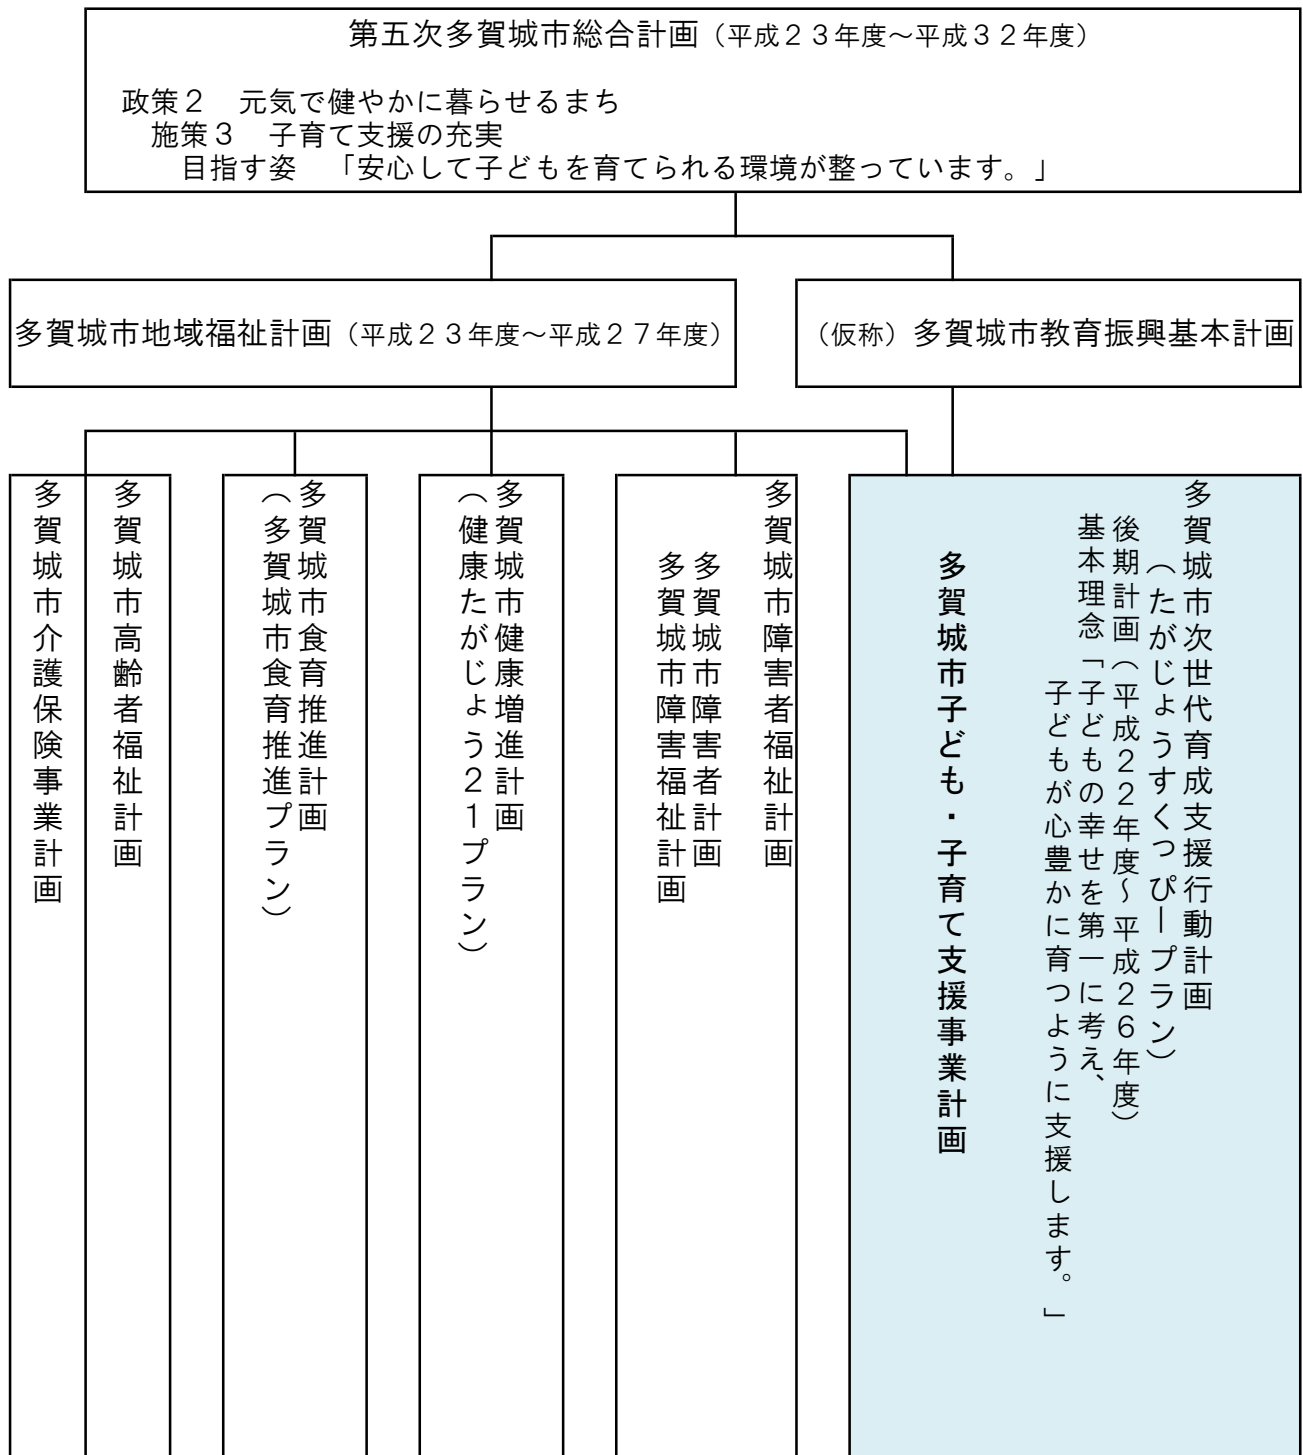 第五次多賀城市総合計画（平成２３年度～平成３２年度）
政策２　元気で健やかに暮らせるまち
施策３　子育て支援の充実
目指す姿　「安心して子どもを育てられる環境が整っています。」
多賀城市地域福祉計画（平成２３年度～平成２７年度）
（仮称）多賀城市教育振興基本計画
多賀城市次世代育成支援行動計画
（たがじょうすくっぴープラン）
後期計画（平成２２年度～平成２６年度）
基本理念「子どもの幸せを第一に考え、
子どもが心豊かに育つように支援します。」
多賀城市子ども・子育て支援事業計画
多賀城市障害者福祉計画
多賀城市障害者計画
多賀城市障害福祉計画
多賀城市健康増進計画
（健康たがじょう２１プラン）
多賀城市食育推進計画
（多賀城市食育推進プラン）
多賀城市高齢者福祉計画
多賀城市介護保険事業計画